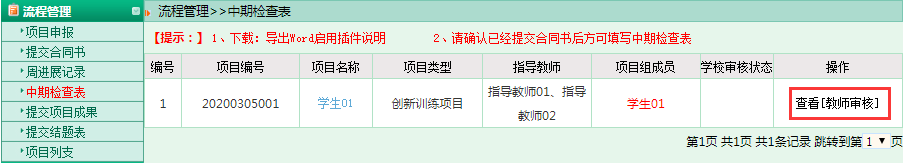 流程管理
项目申报
提交合同书
周进展记录
中期检查表
提交项目成果
提交结题表
项目列支
流程管理>>中期检查表
【提示：】 1、下载：导出Word启用插件说明 2、请确认已经提交合同书后方可填写中期检查表
编号 项目编号 项目名称 项目类型 指导教师 项目组成员 学校审核状态 操作
1 20200305001 学生01 创新训练项目 指导教师01、指导教师02 学生01 查看[教师审核]
第1页 共1页 共1条记录 跳转到第 1 页